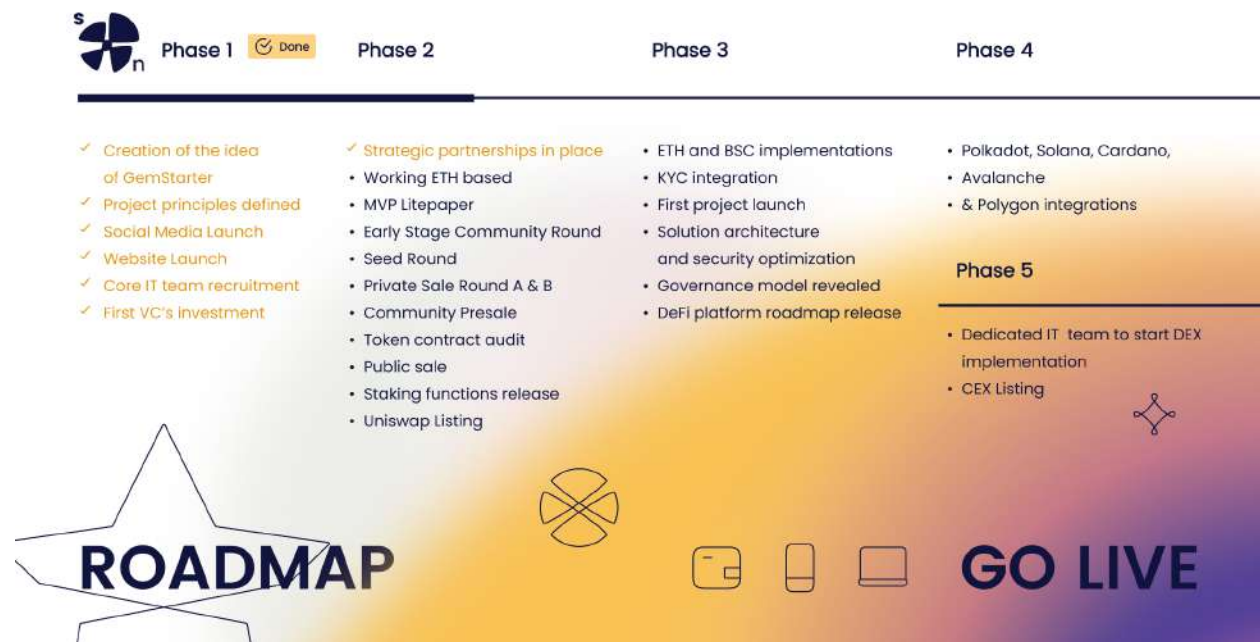 s
n
Phase 1
Done
Creation of the idea
of GemStarter
Project principles defined
Social Media Launch
Website Launch
Core IT team recruitment
First VC's investment
Phase 2
Strategic partnerships in place
Working ETH based
MVP Litepaper
Early Stage Community Round
Seed Round
Private Sale Round A & B
Community Presale
Token contract audit
Public sale
Staking functions release
Uniswap Listing
Phase 3
ETH and BSC implementations
KYC integration
First project launch
Solution architecture
and security optimization
Governance model revealed
DeFi platform roadmap release
Phase 4
Polkadot, Solana, Cardano,
Avalanche
& Polygon integrations
Phase 5
Dedicated IT team to start DEX
implementation
CEX Listing
ROADMAP
GO LIVE